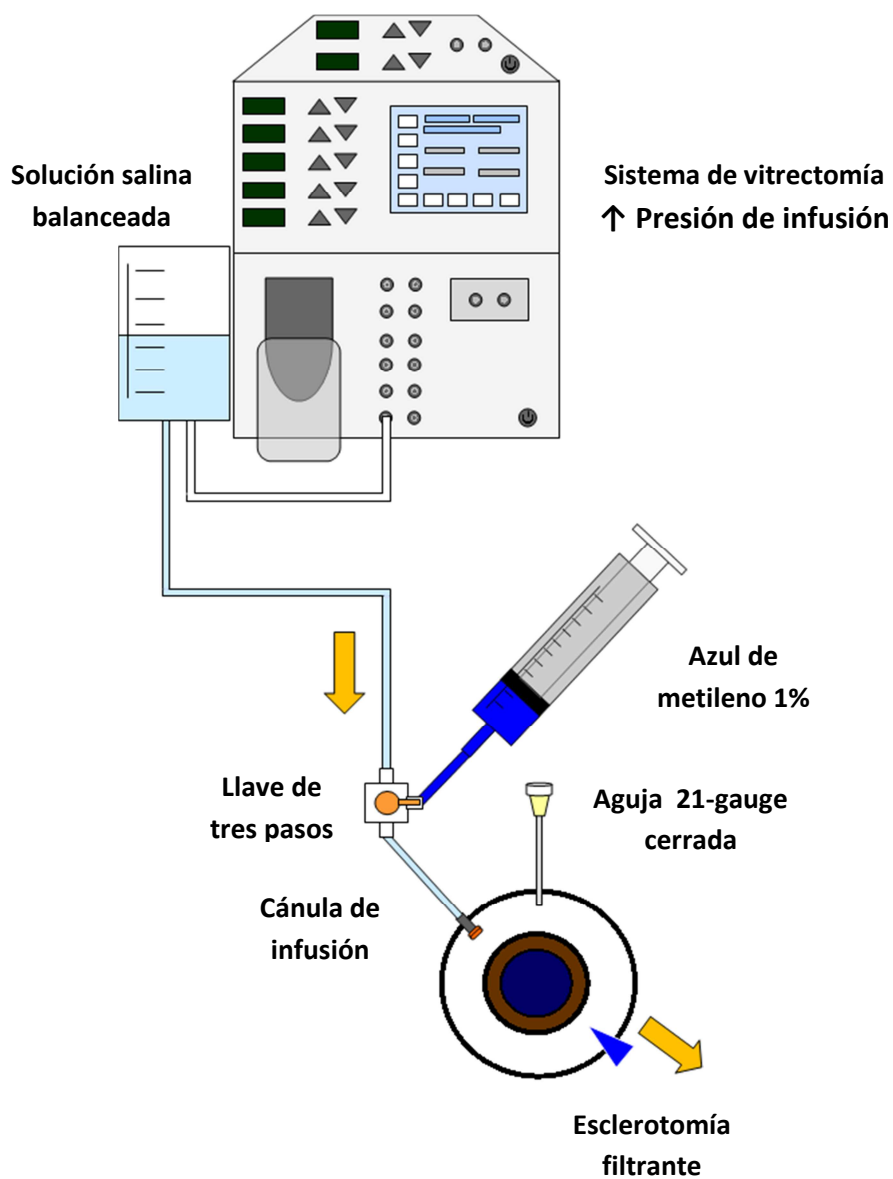 Solución salina
balanceada
Sistema de vitrectomía
↑ Presión de infusión
Azul de
metileno 1%
Llave de
tres pasos
Aguja 21-gauge
cerrada
Cánula de
infusión
Esclerotomía
filtrante